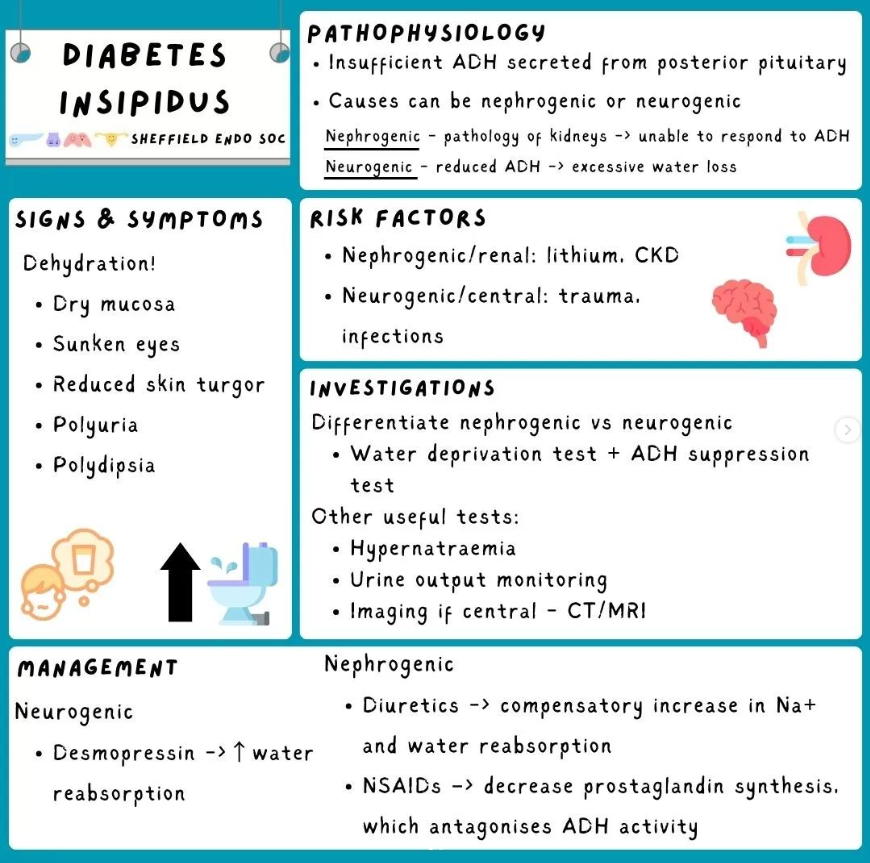 DIABETES
INSIPIDUS
SHEFFIELD ENDO SOC
PATHOPHYSIOLOGY
• Insufficient ADH secreted from posterior pituitary
• Causes can be nephrogenic or neurogenic
Nephrogenic - pathology of kidneys -> unable to respond to ADH
Neurogenic - reduced ADH -> excessive water loss
SIGNS & SYMPTOMS
Dehydration!
• Dry mucosa
• Sunken eyes
• Reduced skin turgor
• Polyuria
• Polydipsia
RISK FACTORS
• Nephrogenic/renal: lithium, CKD
• Neurogenic/central: trauma,
infections
INVESTIGATIONS
Differentiate nephrogenic vs neurogenic
• Water deprivation test + ADH suppression
test
Other useful tests:
• Hypernatraemia
• Urine output monitoring
• Imaging if central - CT/MRI
MANAGEMENT
Neurogenic
• Desmopressin -> ↑ water
reabsorption
Nephrogenic
• Diuretics -> compensatory increase in Na+
and water reabsorption
• NSAIDs -> decrease prostaglandin synthesis,
which antagonises ADH activity